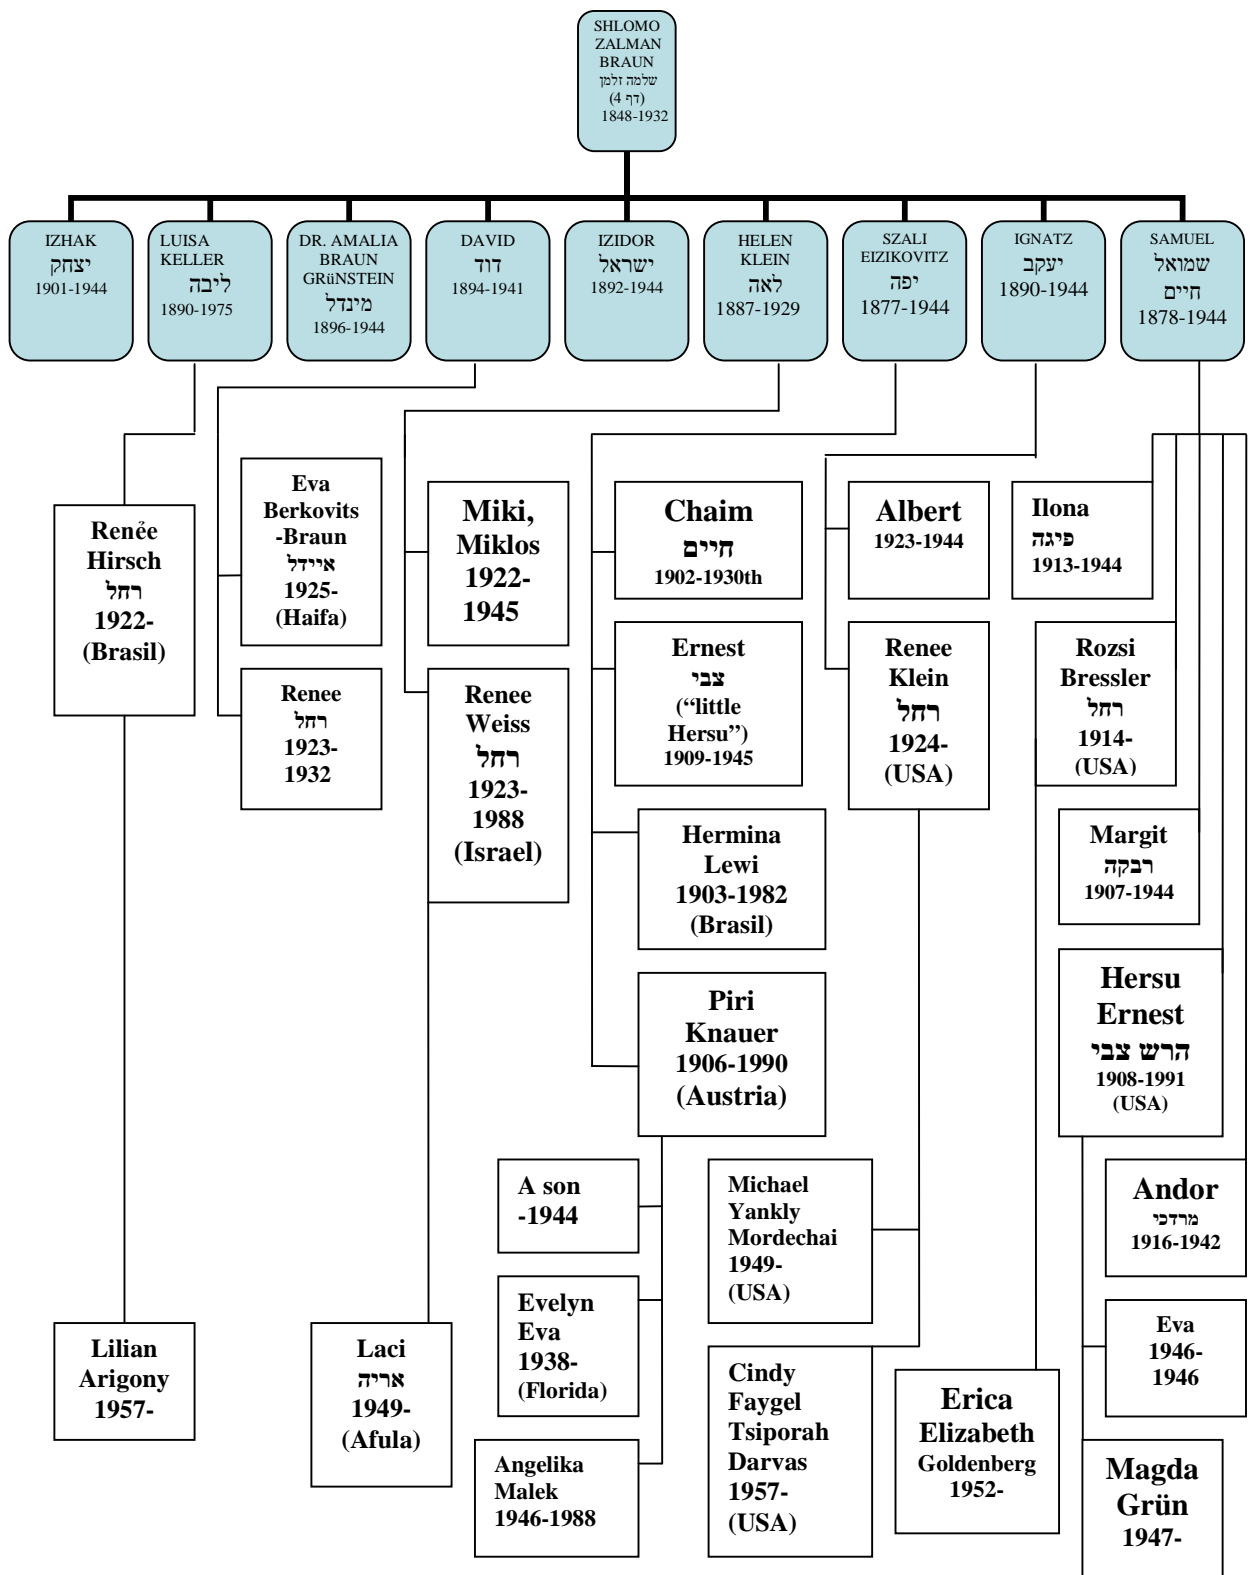 SHLOMO
ZALMAN
BRAUN
שלמה זלמן
(דף 4)
1848-1932
IZHAK
יצחק
1901-1944
LUISA
KELLER
ליבה
1890-1975
DR. AMALIA
BRAUN
GRüNSTEIN
מינדל
1896-1944
DAVID
דוד
1894-1941
IZIDOR
ישראל
1892-1944
HELEN
KLEIN
לאה
1887-1929
SZALI
EIZIKOVITZ
יפה
1877-1944
IGNATZ
יעקב
1890-1944
SAMUEL
שמואל
חיים
1878-1944
Renėe
Hirsch
רחל
1922-
(Brasil)
Eva
Berkovits
-Braun
איידל
1925-
(Haifa)
Renee
רחל
1923-
1932
Miki,
Miklos
1922-
1945
Renee
Weiss
רחל
1923-
1988
(Israel)
Chaim
חיים
1902-1930th
Ernest
צבי
(“little
Hersu”)
1909-1945
Hermina
Lewi
1903-1982
(Brasil)
Piri
Knauer
1906-1990
(Austria)
Albert
1923-1944
Renee
Klein
רחל
1924-
(USA)
Ilona
פיגה
1913-1944
Rozsi
Bressler
רחל
1914-
(USA)
Margit
רבקה
1907-1944
Hersu
Ernest
הרש צבי
1908-1991
(USA)
Andor
מרדכי
1916-1942
A son
-1944
Evelyn
Eva
1938-
(Florida)
Angelika
Malek
1946-1988
Michael
Yankly
Mordechai
1949-
(USA)
Cindy
Faygel
Tsiporah
Darvas
1957-
(USA)
Erica
Elizabeth
Goldenberg
1952-
Eva
1946-
1946
Magda
Grün
1947-
Lilian
Arigony
1957-
Laci
אריה
1949-
(Afula)